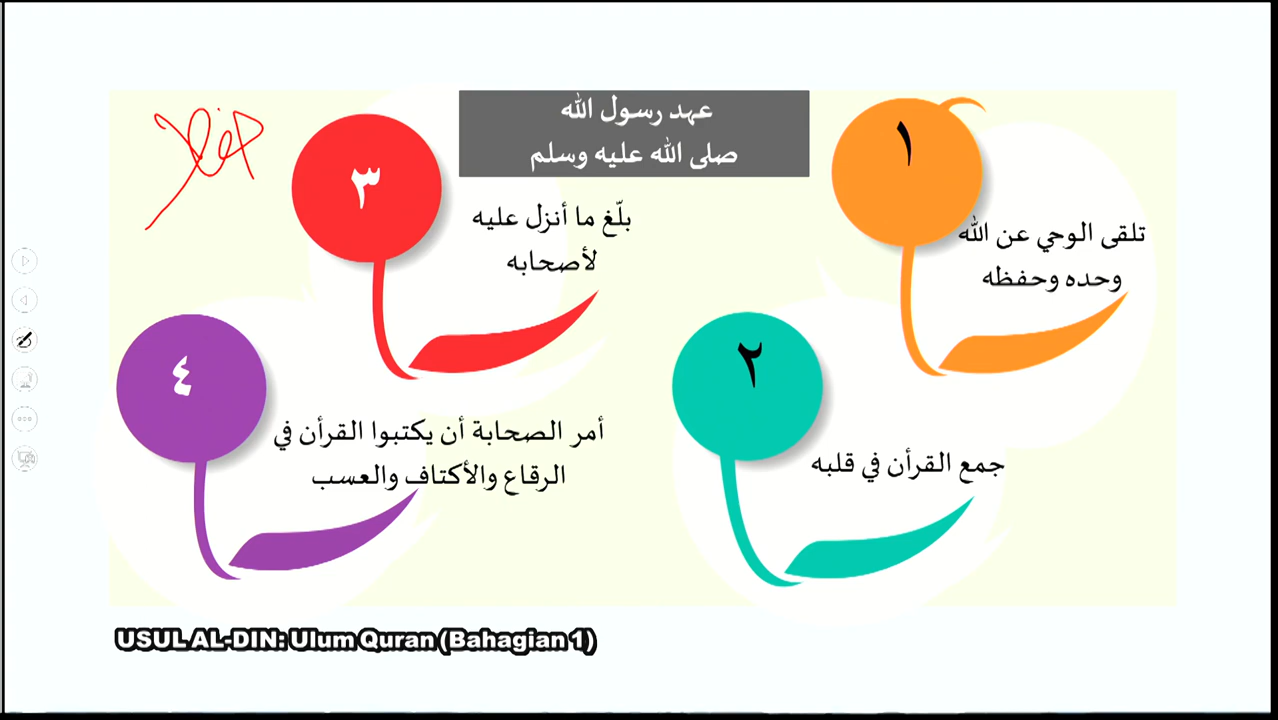 عهد رسول الله
صلى الله عليه وسلم
١
تلقى الوحي عن الله
وحده وحفظه
٢
جمع القرأن في قلبه
٣
بلّغ ما أنزل عليه
لأصحابه
٤
أمر الصحابة أن يكتبوا القرأن في
الرقاع والأكتاف والعسب
USUL AL-DIN: Ulum Quran (Bahagian 1)